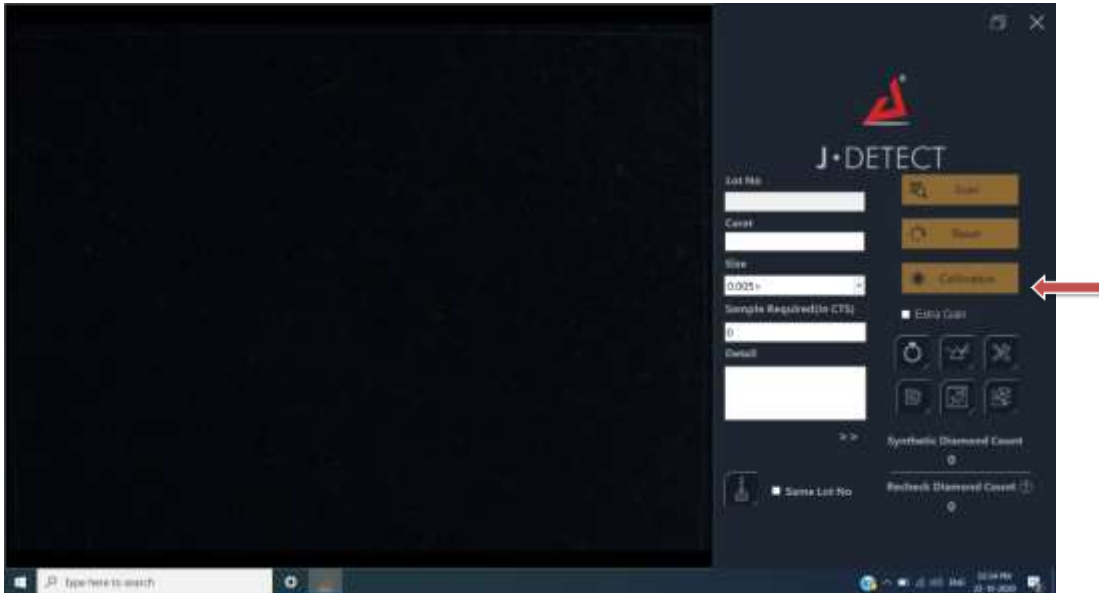 J·DETECT
Lot No
Scan
Carat
Reset
Size
0.005>
Calibration
Sample Required(In CTS)
Extra Gain
0
Detail
>>
Synthetic Diamond Count
0
Same Lot No
Recheck Diamond Count
0
Type here to search
ENG